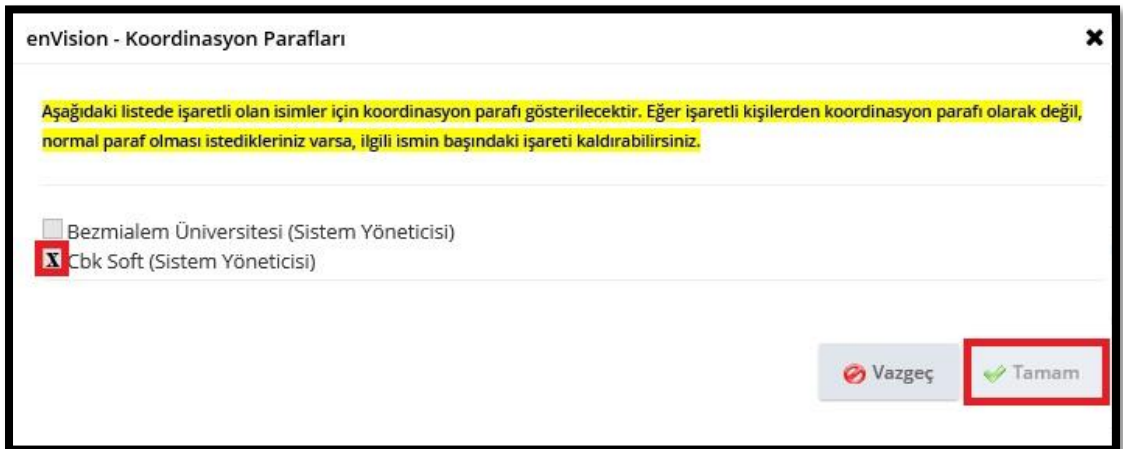 enVision - Koordinasyon Parafları
Aşağıdaki listede işaretli olan isimler için koordinasyon parafı gösterilecektir. Eğer işaretli kişilerden koordinasyon parafı olarak değil,
normal paraf olması istedikleriniz varsa, ilgili ismin başındaki işareti kaldırabilirsiniz.
Bezmialem Üniversitesi (Sistem Yöneticisi)
X Cbk Soft (Sistem Yöneticisi)
Vazgeç Tamam